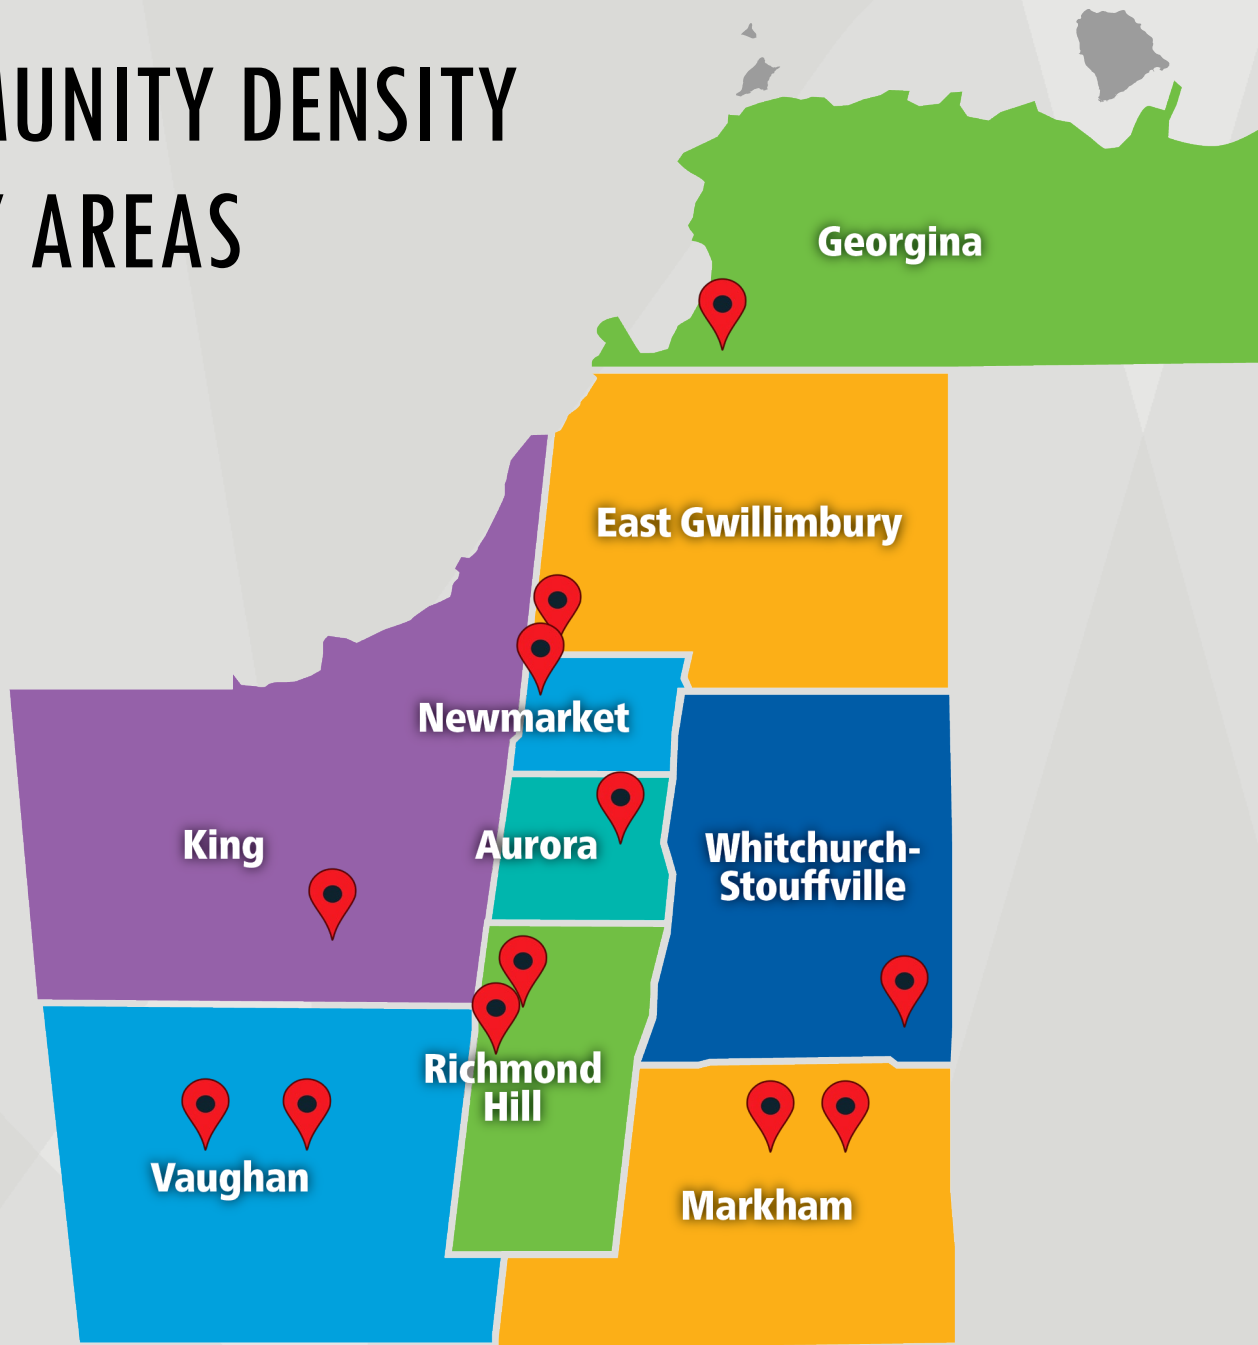 UNITY DENSITY
AREAS
Georgina
East Gwillimbury
Newmarket
King
Aurora
Whitchurch-
Stouffville
Richmond
Hill
Vaughan
Markham